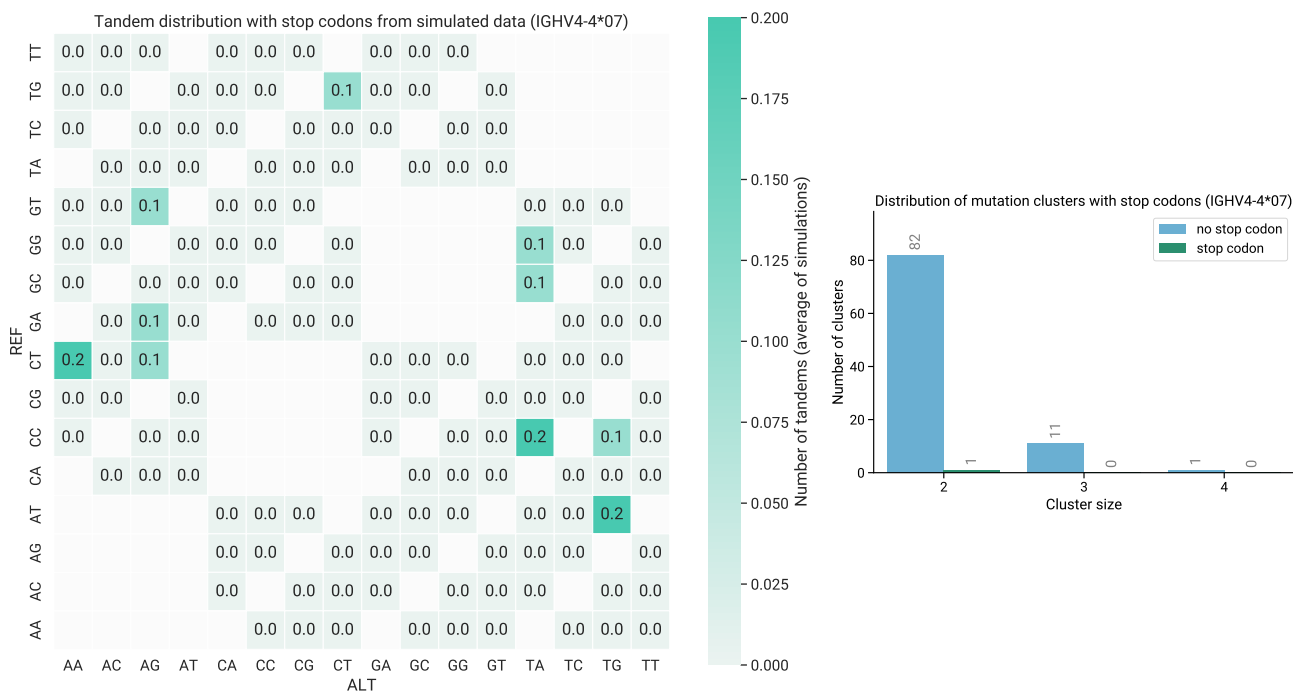 Tandem distribution with stop codons from simulated data (IGHV4-4*07)
TT 0.0 0.0 0.0 0.0 0.0 0.0 0.0 0.0 0.0
TG 0.0 0.0 0.0 0.0 0.0 0.1 0.0 0.0 0.0
TC 0.0 0.0 0.0 0.0 0.0 0.0 0.0 0.0 0.0
TA 0.0 0.0 0.0 0.0 0.0 0.0 0.0 0.0 0.0
GT 0.0 0.0 0.1 0.0 0.0 0.0 0.0 0.0 0.0
GG 0.0 0.0 0.0 0.0 0.0 0.0 0.1 0.0 0.0
GC 0.0 0.0 0.0 0.0 0.0 0.0 0.1 0.0 0.0
GA 0.0 0.1 0.0 0.0 0.0 0.0 0.0 0.0 0.0
CT 0.2 0.0 0.1 0.0 0.0 0.0 0.0 0.0 0.0
CG 0.0 0.0 0.0 0.0 0.0 0.0 0.0 0.0 0.0
CC 0.0 0.0 0.0 0.0 0.0 0.0 0.2 0.1 0.0
CA 0.0 0.0 0.0 0.0 0.0 0.0 0.0 0.0 0.0
AT 0.0 0.0 0.0 0.0 0.0 0.0 0.0 0.0 0.2
AG 0.0 0.0 0.0 0.0 0.0 0.0 0.0 0.0 0.0
AC 0.0 0.0 0.0 0.0 0.0 0.0 0.0 0.0 0.0
AA 0.0 0.0 0.0 0.0 0.0 0.0 0.0 0.0 0.0
REF
AA AC AG AT CA CC CG CT GA GC GG GT TA TC TG TT
ALT
0.200
0.175
0.150
0.125
0.100
0.075
0.050
0.025
0.000
Number of tandems (average of simulations)
Distribution of mutation clusters with stop codons (IGHV4-4*07)
no stop codon
stop codon
82
1
11
0
1
0
80
60
40
20
0
Number of clusters
2 3 4
Cluster size